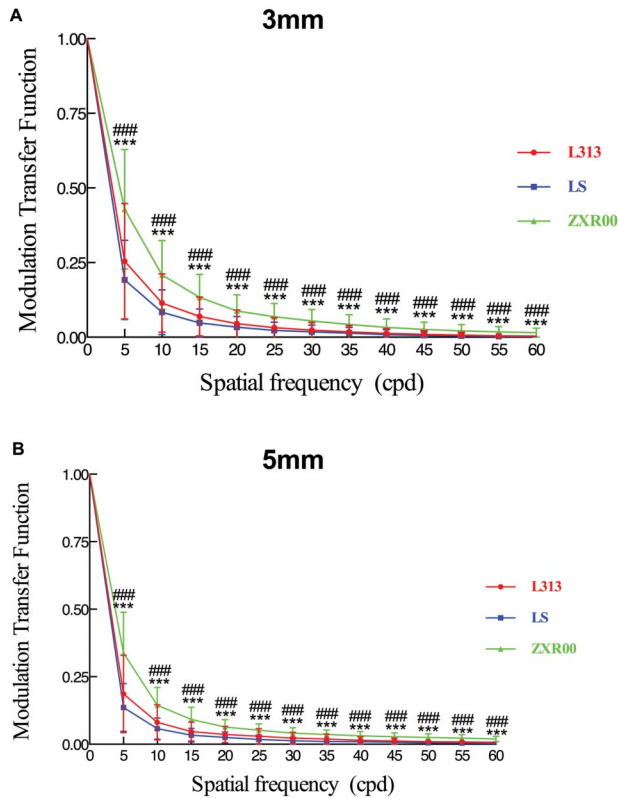 A
3mm
Modulation Transfer Function
1.00
0.75
0.50
0.25
0.00
### ### ### ### ### ### ### ### ### ### ### ###
*** *** *** *** *** *** *** *** *** *** *** ***
L313
LS
ZXR00
0 5 10 15 20 25 30 35 40 45 50 55 60
Spatial frequency (cpd)
B
5mm
Modulation Transfer Function
1.00
0.75
0.50
0.25
0.00
### ### ### ### ### ### ### ### ### ### ### ###
*** *** *** *** *** *** *** *** *** *** *** ***
L313
LS
ZXR00
0 5 10 15 20 25 30 35 40 45 50 55 60
Spatial frequency (cpd)